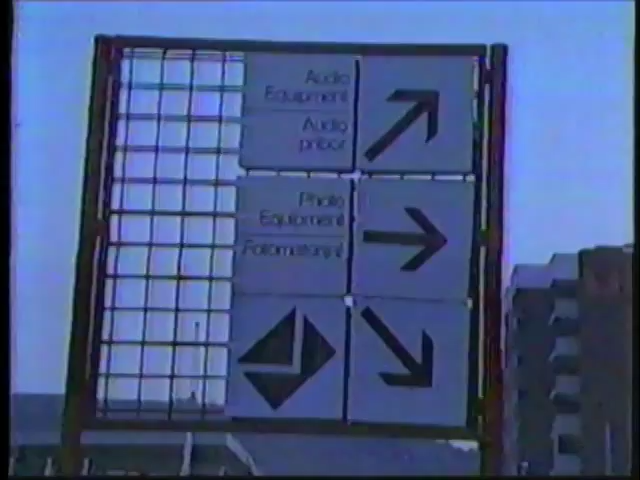 Audio
Equipment
Audio
pribor
Photo
Equipment
Fotomaterijal